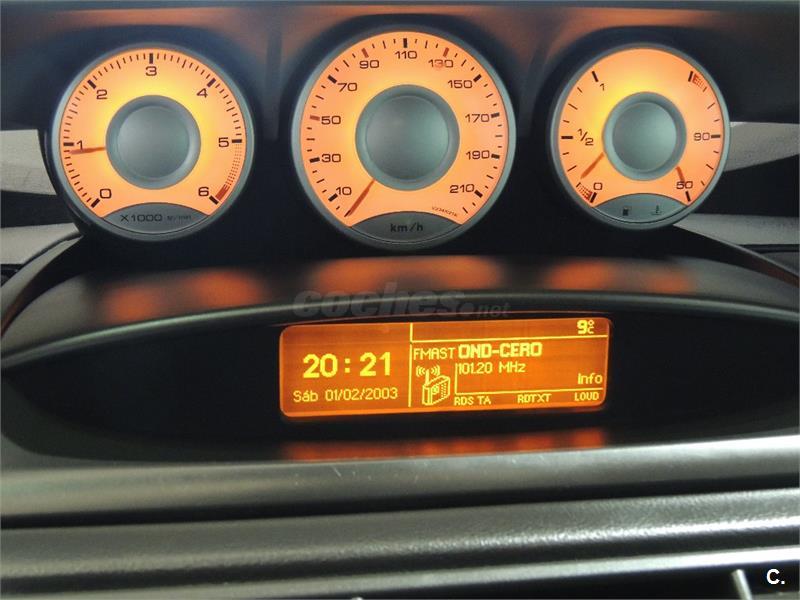 0 1 2 3 4 5 6
X1000
10 30 50 70 90 110 130 150 170 190 210
km/h
0 1/2 1
90
coches.net
9°C
20:21
Sáb 01/02/2003
FMAST OND-CERO
101.20 MHz
Info
RDS TA RDTXT LOUD
C.